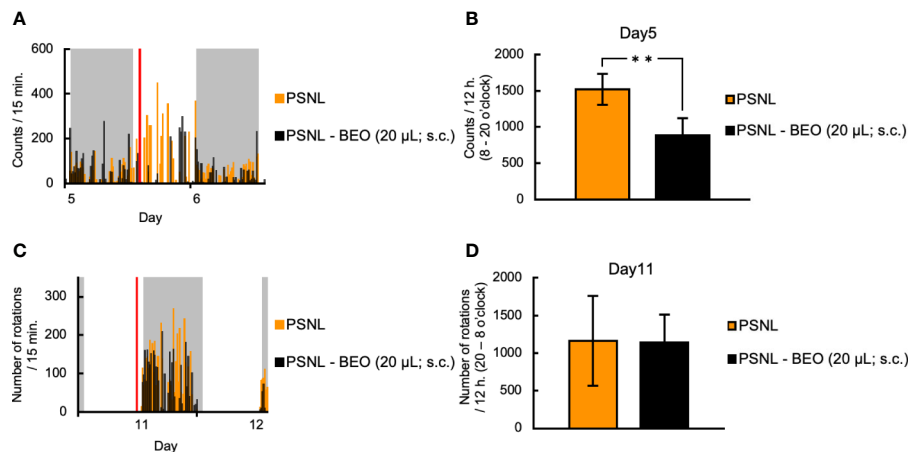 A
600
400
200
0
Counts / 15 min.
5
6
Day
PSNL
PSNL - BEO (20 μL; s.c.)
B
Day5
2000
1500
1000
500
0
Counts / 12 h.
(8 - 20 o'clock)
* *
PSNL
PSNL - BEO (20 μL; s.c.)
C
300
200
100
0
Number of rotations
/ 15 min.
11
12
Day
PSNL
PSNL - BEO (20 μL; s.c.)
D
Day11
2000
1500
1000
500
0
Number of rotations
/ 12 h. (20 – 8 o'clock)
PSNL
PSNL - BEO (20 μL; s.c.)